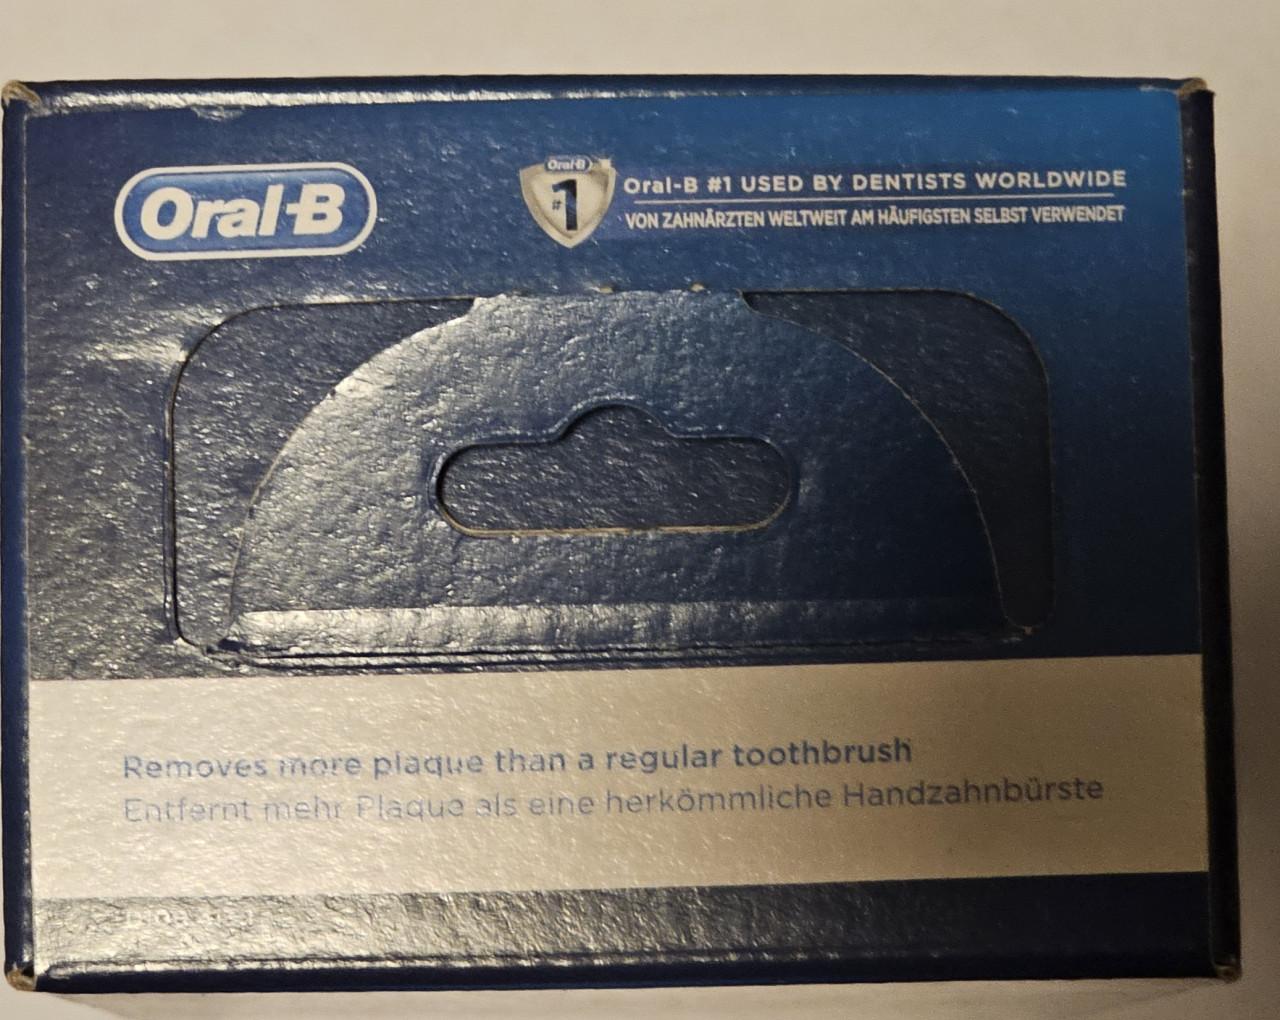 Oral-B
Oral-B
#1
Oral-B #1 USED BY DENTISTS WORLDWIDE
VON ZAHNÄRZTEN WELTWEIT AM HÄUFIGSTEN SELBST VERWENDET
Removes more plaque than a regular toothbrush
Entfernt mehr Plaque als eine herkömmliche Handzahnbürste